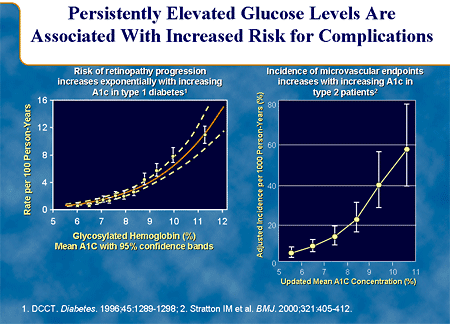 Persistently Elevated Glucose Levels Are
Associated With Increased Risk for Complications
Risk of retinopathy progression
increases exponentially with increasing
A1c in type 1 diabetes1
Rate per 100 Person-Years
16
12
8
4
0
5 6 7 8 9 10 11 12
Glycosylated Hemoglobin (%)
Mean A1C with 95% confidence bands
Incidence of microvascular endpoints
increases with increasing A1c in
type 2 patients2
Adjusted Incidence per 1000 Person-Years (%)
80
60
40
20
0
5 6 7 8 9 10 11
Updated Mean A1C Concentration (%)
1. DCCT. Diabetes. 1996;45:1289-1298; 2. Stratton IM et al. BMJ. 2000;321:405-412.